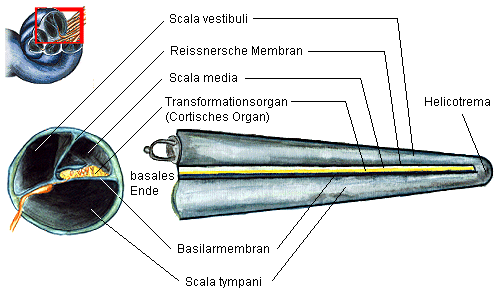 Scala vestibuli
Reissnersche Membran
Scala media
Transformationsorgan
(Cortisches Organ)
Helicotrema
basales
Ende
Basilarmembran
Scala tympani